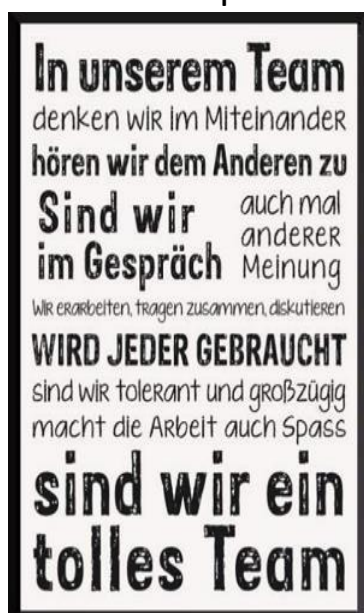 In unserem Team
denken wir im Miteinander
hören wir dem Anderen zu
Sind wir
im Gespräch
auch mal
anderer
Meinung
Wir erarbeiten, tragen zusammen, diskutieren
WIRD JEDER GEBRAUCHT
sind wir tolerant und großzügig
macht die Arbeit auch Spass
sind wir ein
tolles Team